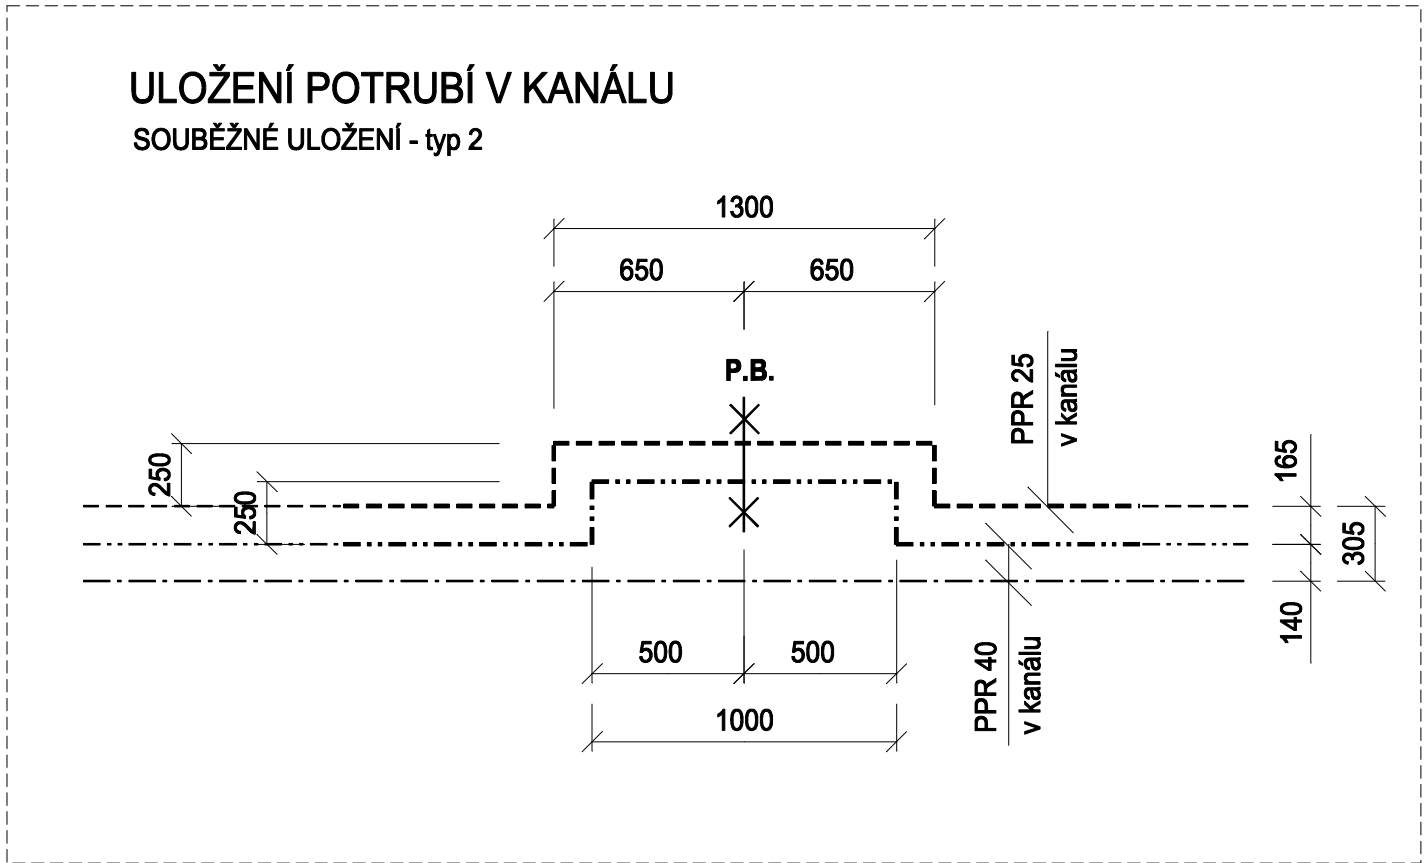 ULOŽENÍ POTRUBÍ V KANÁLU
SOUBĚŽNÉ ULOŽENÍ - typ 2
1300
650
650
P.B.
PPR 25
v kanálu
250
250
165
305
140
500
500
1000
PPR 40
v kanálu